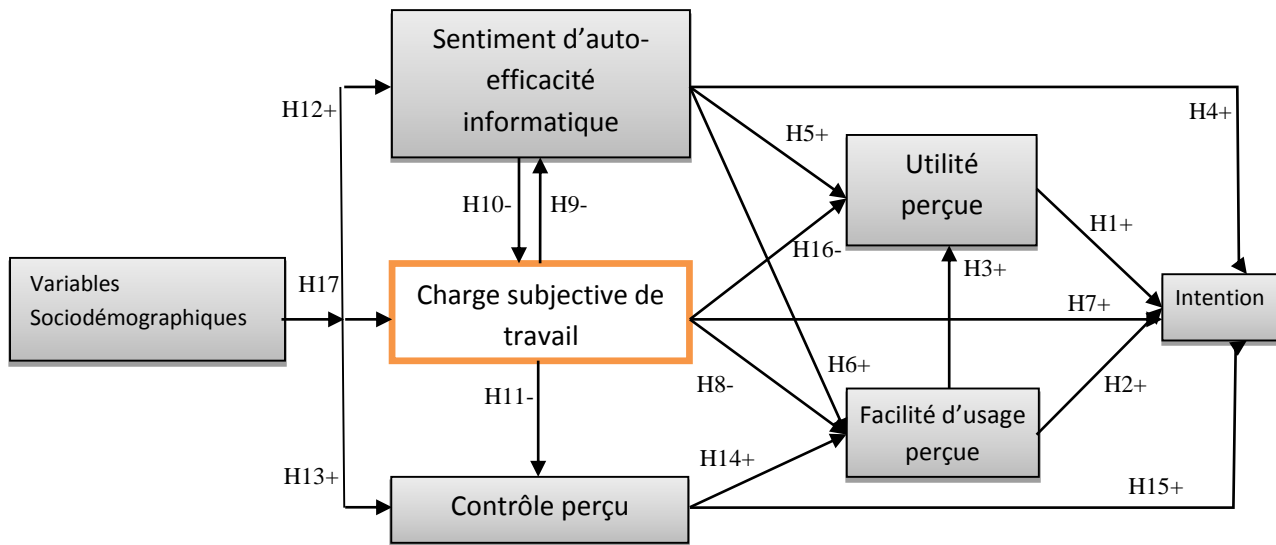 Sentiment d’auto-
efficacité
informatique
H12+
H4+
H5+
Utilité
perçue
H10-
H9-
H1+
H16-
Variables
Sociodémographiques
H17
H3+
Charge subjective de
travail
Intention
H7+
H6+
H8-
H2+
H11-
Facilité d’usage
perçue
H14+
H13+
Contrôle perçu
H15+